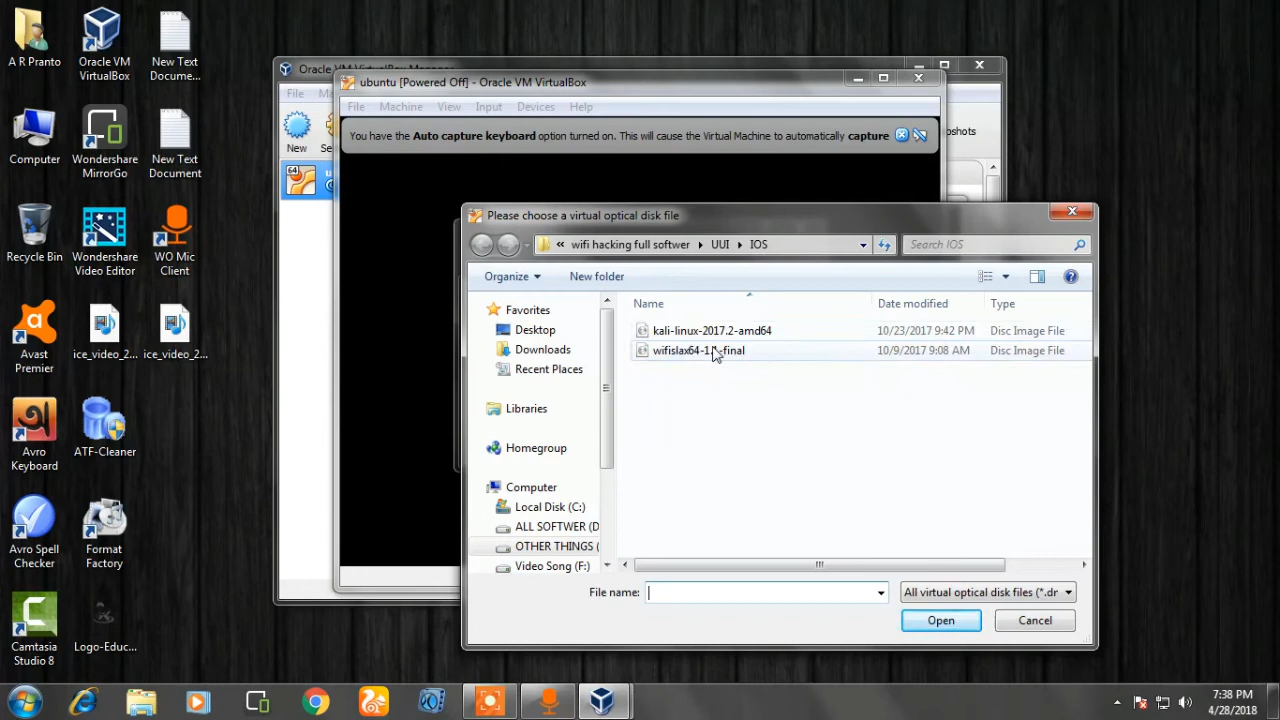 A R Pranto
Oracle VM
VirtualBox
New Text
Docume...
Computer
Wondershare
MirrorGo
New Text
Document
Recycle Bin
Wondershare
Video Editor
WO Mic
Client
Avast
Premier
ice_video_2...
ice_video_2...
Avro
Keyboard
ATF-Cleaner
Avro Spell
Checker
Format
Factory
Camtasia
Studio 8
Logo-Educ...
Oracle VM VirtualBox Manager
File
New
64
ubuntu [Powered Off] - Oracle VM VirtualBox
File Machine View Input Devices Help
You have the Auto capture keyboard option turned on. This will cause the Virtual Machine to automatically capture
Please choose a virtual optical disk file
« wifi hacking full softwer UUI IOS
Search IOS
Organize New folder
Favorites
Desktop
Downloads
Recent Places
Libraries
Homegroup
Computer
Local Disk (C:)
ALL SOFTWER (D
OTHER THINGS (
Video Song (F:)
Name Date modified Type
kali-linux-2017.2-amd64 10/23/2017 9:42 PM Disc Image File
10/9/2017 9:08 AM Disc Image File
File name:
All virtual optical disk files (*.dr
Open Cancel
7:38 PM
4/28/2018